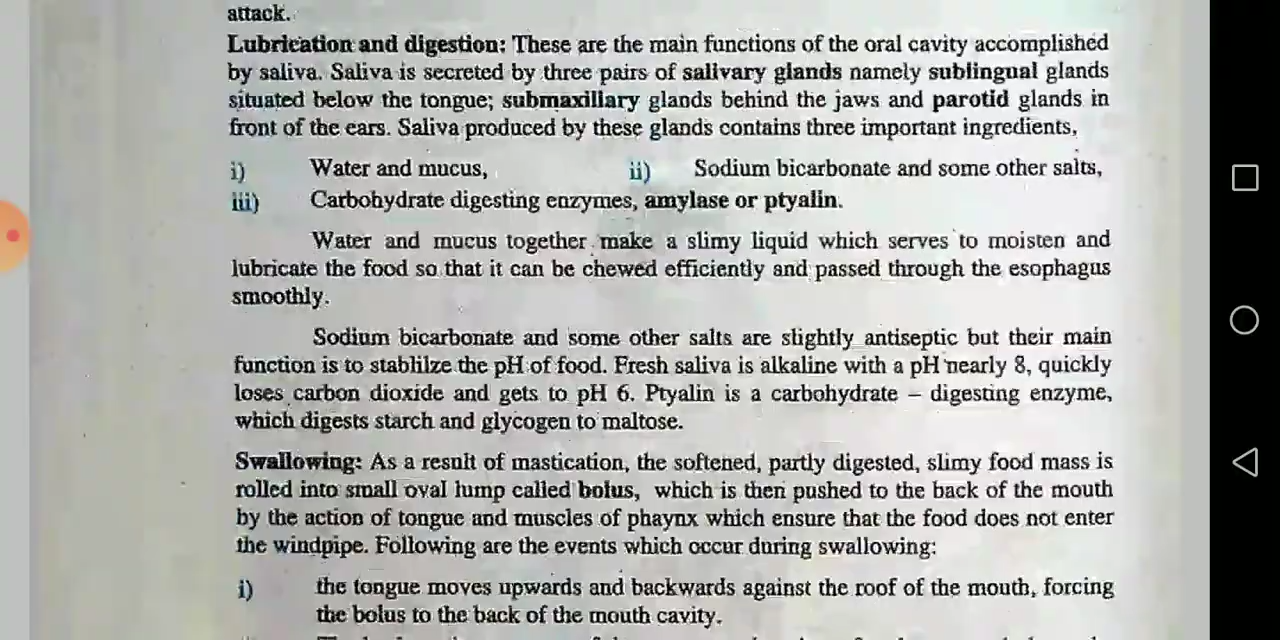 attack.
Lubrication and digestion: These are the main functions of the oral cavity accomplished
by saliva. Saliva is secreted by three pairs of salivary glands namely sublingual glands
situated below the tongue; submaxillary glands behind the jaws and parotid glands in
front of the ears. Saliva produced by these glands contains three important ingredients,
i) Water and mucus, ii) Sodium bicarbonate and some other salts,
iii) Carbohydrate digesting enzymes, amylase or ptyalin.
Water and mucus together make a slimy liquid which serves to moisten and
lubricate the food so that it can be chewed efficiently and passed through the esophagus
smoothly.
Sodium bicarbonate and some other salts are slightly antiseptic but their main
function is to stablilze the pH of food. Fresh saliva is alkaline with a pH nearly 8, quickly
loses carbon dioxide and gets to pH 6. Ptyalin is a carbohydrate – digesting enzyme,
which digests starch and glycogen to maltose.
Swallowing: As a result of mastication, the softened, partly digested, slimy food mass is
rolled into small oval lump called bolus, which is then pushed to the back of the mouth
by the action of tongue and muscles of phaynx which ensure that the food does not enter
the windpipe. Following are the events which occur during swallowing:
i) the tongue moves upwards and backwards against the roof of the mouth, forcing
the bolus to the back of the mouth cavity.